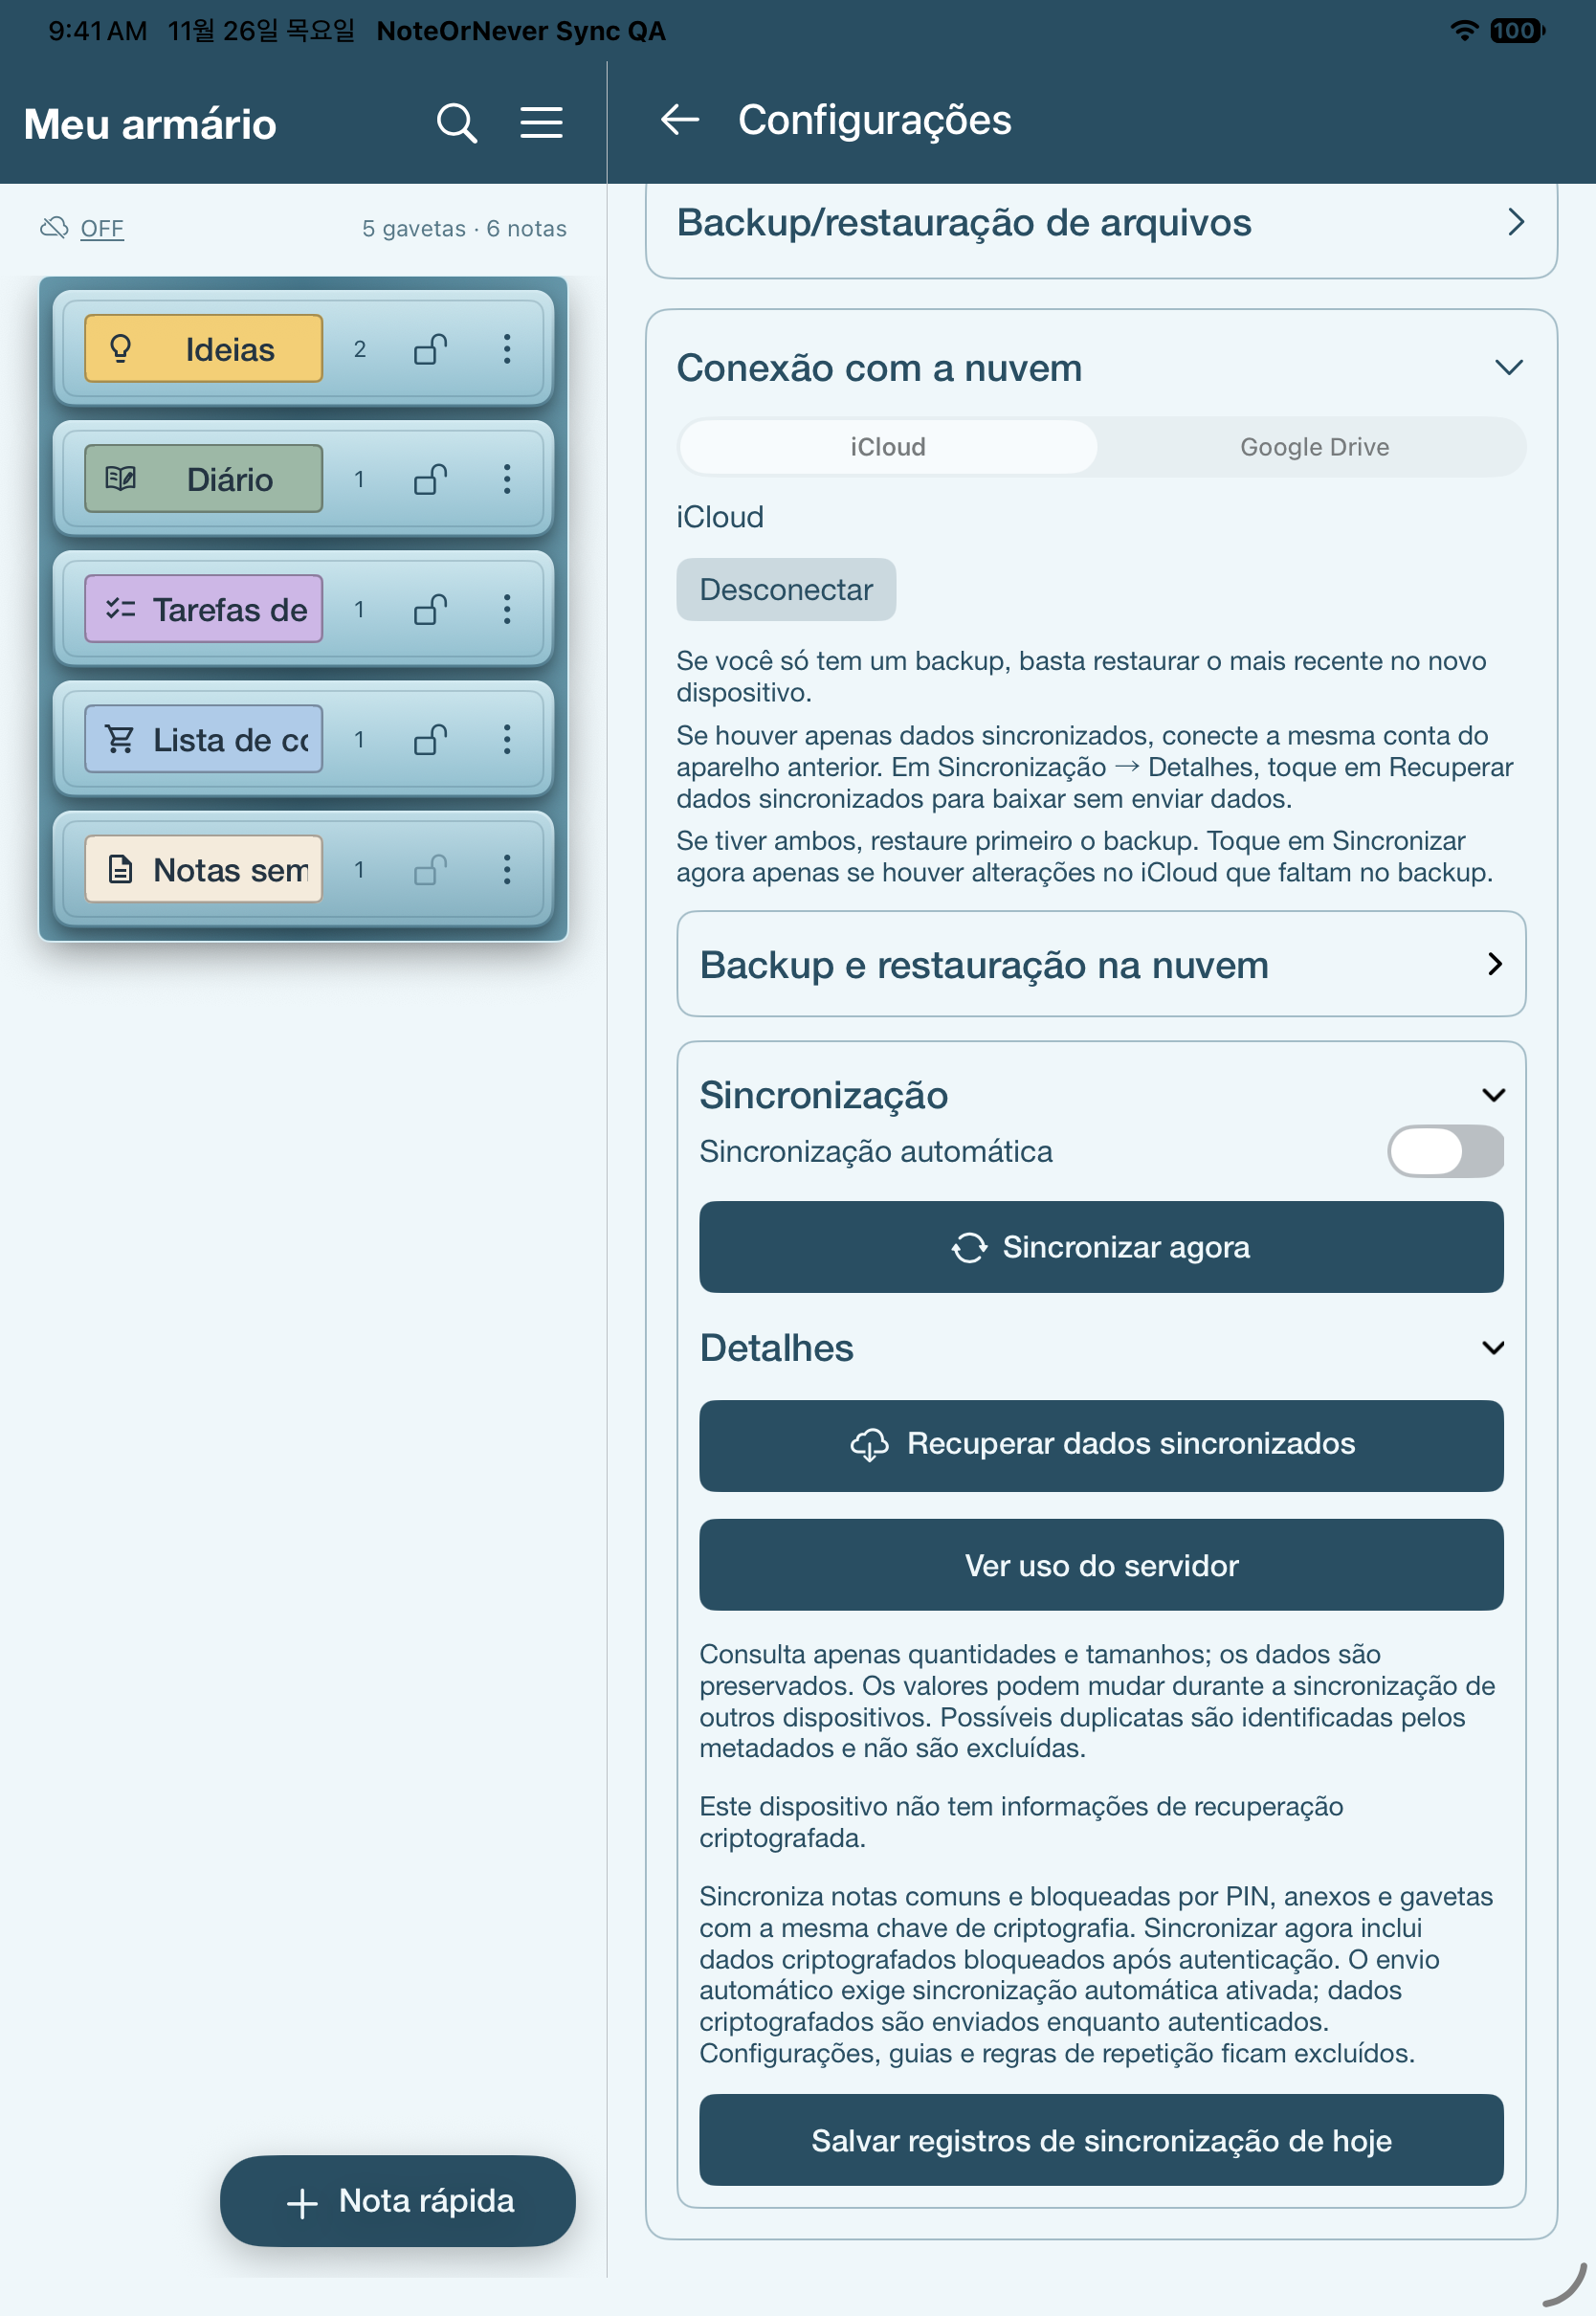 9:41 AM 11월 26일 목요일 NoteOrNever Sync QA
100
Meu armário
OFF
5 gavetas · 6 notas
Ideias
2
Diário
1
Tarefas de
1
Lista de
1
Notas sem
1
Nota rápida
Configurações
Backup/restauração de arquivos
Conexão com a nuvem
iCloud
Google Drive
iCloud
Desconectar
Se você só tem um backup, basta restaurar o mais recente no novo
dispositivo.
Se houver apenas dados sincronizados, conecte a mesma conta do
aparelho anterior. Em Sincronização → Detalhes, toque em Recuperar
dados sincronizados para baixar sem enviar dados.
Se tiver ambos, restaure primeiro o backup. Toque em Sincronizar
agora apenas se houver alterações no iCloud que faltam no backup.
Backup e restauração na nuvem
Sincronização
Sincronização automática
Sincronizar agora
Detalhes
Recuperar dados sincronizados
Ver uso do servidor
Consulta apenas quantidades e tamanhos; os dados são
preservados. Os valores podem mudar durante a sincronização de
outros dispositivos. Possíveis duplicatas são identificadas pelos
metadados e não são excluídas.
Este dispositivo não tem informações de recuperação
criptografada.
Sincroniza notas comuns e bloqueadas por PIN, anexos e gavetas
com a mesma chave de criptografia. Sincronizar agora inclui
dados criptografados bloqueados após autenticação. O envio
automático exige sincronização automática ativada; dados
criptografados são enviados enquanto autenticados.
Configurações, guias e regras de repetição ficam excluídos.
Salvar registros de sincronização de hoje